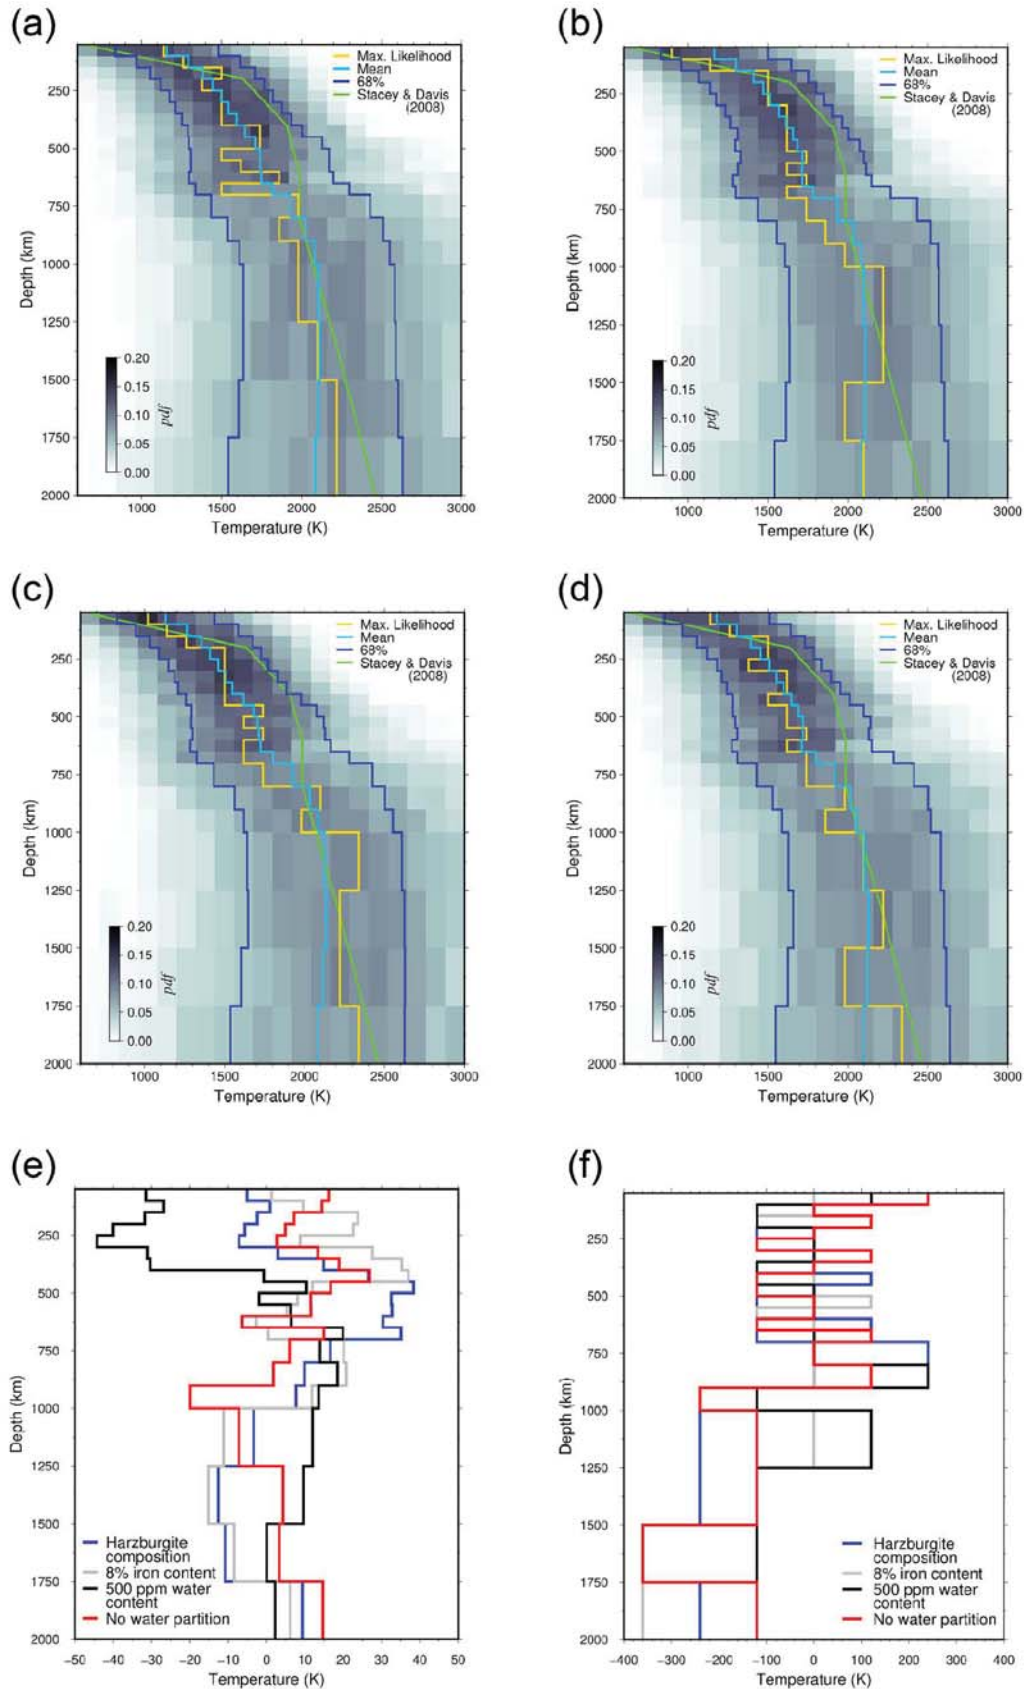 (a)
Max. Likelihood
Mean
68%
Stacey & Davis
(2008)
250
500
750
1000
1250
1500
1750
2000
Depth (km)
0.20
0.15
0.10
0.05
0.00
pdf
1000 1500 2000 2500 3000
Temperature (K)
(b)
Max. Likelihood
Mean
68%
Stacey & Davis
(2008)
250
500
750
1000
1250
1500
1750
2000
Depth (km)
0.20
0.15
0.10
0.05
0.00
pdf
1000 1500 2000 2500 3000
Temperature (K)
(c)
Max. Likelihood
Mean
68%
Stacey & Davis
(2008)
250
500
750
1000
1250
1500
1750
2000
Depth (km)
0.20
0.15
0.10
0.05
0.00
pdf
1000 1500 2000 2500 3000
Temperature (K)
(d)
Max. Likelihood
Mean
68%
Stacey & Davis
(2008)
250
500
750
1000
1250
1500
1750
2000
Depth (km)
0.20
0.15
0.10
0.05
0.00
pdf
1000 1500 2000 2500 3000
Temperature (K)
(e)
250
500
750
1000
1250
1500
1750
2000
Depth (km)
Harzburgite
composition
8% iron content
500 ppm water
content
No water partition
−50 −40 −30 −20 −10 0 10 20 30 40 50
Temperature (K)
(f)
250
500
750
1000
1250
1500
1750
2000
Depth (km)
Harzburgite
composition
8% iron content
500 ppm water
content
No water partition
−400 −300 −200 −100 0 100 200 300 400
Temperature (K)